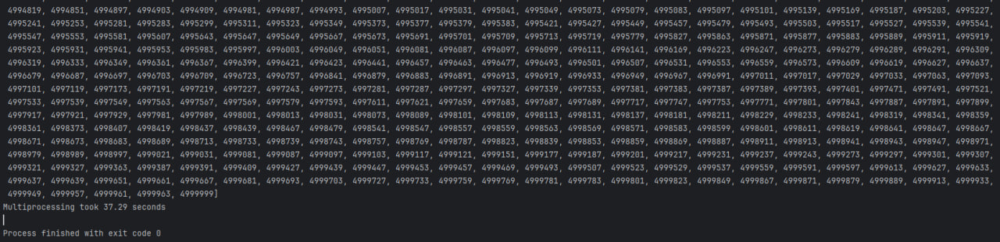 4994819, 4994851, 4994897, 4994903, 4994909, 4994981, 4994987, 4994993, 4995007, 4995017, 4995031, 4995041, 4995049, 4995073, 4995079, 4995083, 4995097, 4995101, 4995139, 4995169, 4995187, 4995203, 4995227,
4995241, 4995253, 4995281, 4995283, 4995299, 4995311, 4995323, 4995349, 4995373, 4995377, 4995379, 4995383, 4995421, 4995427, 4995449, 4995457, 4995479, 4995493, 4995503, 4995517, 4995527, 4995539, 4995541,
4995547, 4995553, 4995581, 4995607, 4995643, 4995647, 4995649, 4995667, 4995673, 4995691, 4995701, 4995709, 4995713, 4995719, 4995779, 4995827, 4995863, 4995871, 4995877, 4995883, 4995889, 4995911, 4995919,
4995923, 4995931, 4995941, 4995953, 4995983, 4995997, 4996003, 4996049, 4996051, 4996081, 4996087, 4996097, 4996099, 4996111, 4996141, 4996169, 4996223, 4996247, 4996273, 4996279, 4996289, 4996291, 4996309,
4996319, 4996333, 4996349, 4996361, 4996367, 4996399, 4996421, 4996423, 4996441, 4996457, 4996463, 4996477, 4996493, 4996501, 4996507, 4996531, 4996553, 4996559, 4996573, 4996609, 4996619, 4996627, 4996637,
4996679, 4996687, 4996697, 4996703, 4996709, 4996723, 4996757, 4996841, 4996879, 4996883, 4996891, 4996913, 4996919, 4996933, 4996949, 4996967, 4996991, 4997011, 4997017, 4997029, 4997033, 4997063, 4997093,
4997101, 4997119, 4997173, 4997191, 4997219, 4997227, 4997243, 4997273, 4997281, 4997287, 4997297, 4997327, 4997339, 4997353, 4997381, 4997383, 4997387, 4997389, 4997393, 4997401, 4997471, 4997491, 4997521,
4997533, 4997539, 4997549, 4997563, 4997567, 4997569, 4997579, 4997593, 4997611, 4997621, 4997659, 4997683, 4997687, 4997689, 4997717, 4997747, 4997753, 4997771, 4997801, 4997843, 4997887, 4997891, 4997899,
4997917, 4997921, 4997929, 4997981, 4997989, 4998001, 4998013, 4998031, 4998073, 4998089, 4998101, 4998109, 4998113, 4998131, 4998137, 4998181, 4998211, 4998229, 4998233, 4998241, 4998319, 4998341, 4998359,
4998361, 4998373, 4998407, 4998419, 4998437, 4998439, 4998467, 4998479, 4998541, 4998547, 4998557, 4998559, 4998563, 4998569, 4998571, 4998583, 4998599, 4998601, 4998611, 4998619, 4998641, 4998647, 4998667,
4998671, 4998673, 4998683, 4998689, 4998713, 4998733, 4998739, 4998743, 4998757, 4998769, 4998787, 4998823, 4998839, 4998853, 4998859, 4998869, 4998887, 4998911, 4998913, 4998941, 4998943, 4998947, 4998971,
4998979, 4998989, 4998997, 4999021, 4999031, 4999081, 4999087, 4999097, 4999103, 4999117, 4999121, 4999151, 4999177, 4999187, 4999201, 4999217, 4999231, 4999237, 4999243, 4999273, 4999297, 4999301, 4999307,
4999321, 4999327, 4999363, 4999387, 4999391, 4999409, 4999427, 4999439, 4999447, 4999453, 4999457, 4999469, 4999493, 4999507, 4999523, 4999529, 4999537, 4999559, 4999591, 4999597, 4999613, 4999627, 4999633,
4999637, 4999639, 4999651, 4999661, 4999667, 4999681, 4999693, 4999703, 4999727, 4999733, 4999759, 4999769, 4999781, 4999783, 4999801, 4999823, 4999849, 4999867, 4999871, 4999879, 4999889, 4999913, 4999933,
4999949, 4999957, 4999961, 4999963, 4999999]
Multiprocessing took 37.29 seconds
Process finished with exit code 0